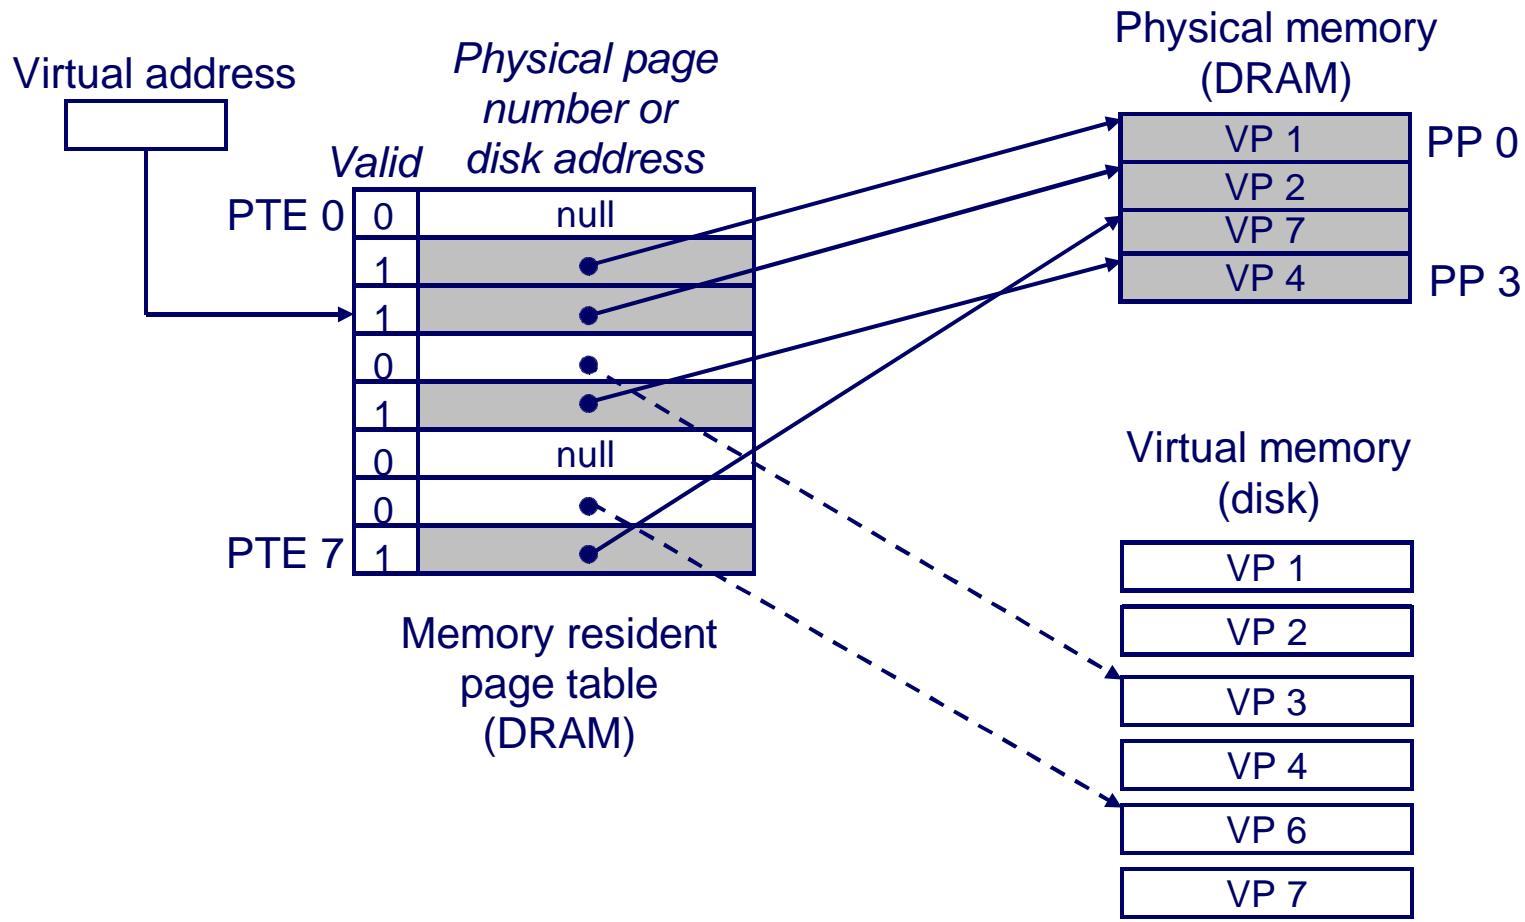 Virtual address
Physical page
number or
disk address
Valid
PTE 0
0
null
1
1
0
1
0
null
0
PTE 7
1
Memory resident
page table
(DRAM)
Physical memory
(DRAM)
VP 1
PP 0
VP 2
VP 7
VP 4
PP 3
Virtual memory
(disk)
VP 1
VP 2
VP 3
VP 4
VP 6
VP 7